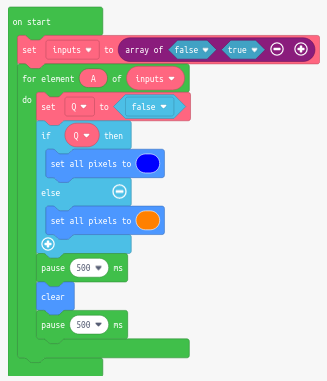 on start
set inputs to array of false true
for element A of inputs
do set Q to false
if Q then
set all pixels to
else
set all pixels to
pause 500 ms
clear
pause 500 ms